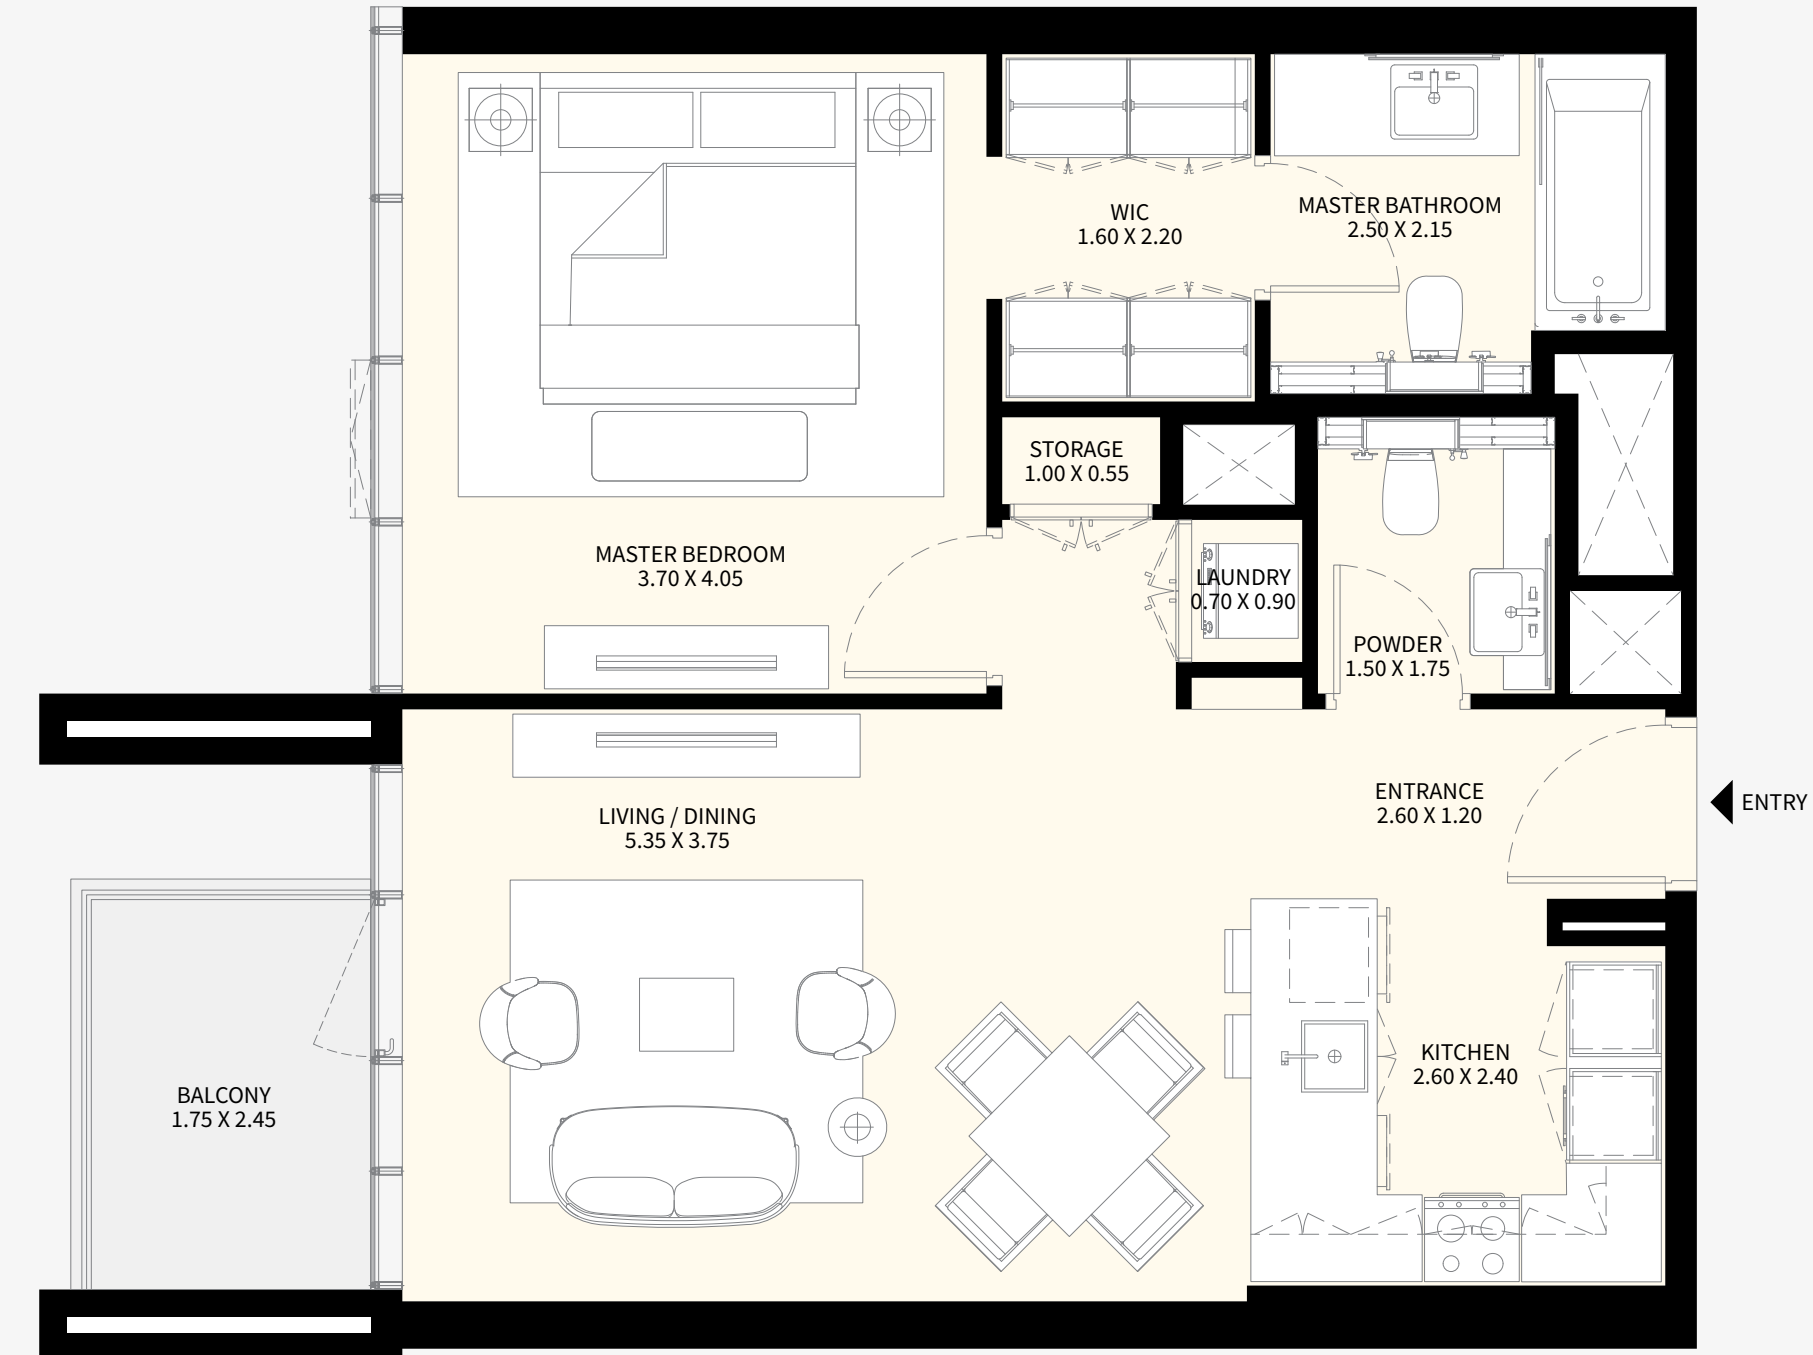 WIC
1.60 X 2.20
MASTER BATHROOM
2.50 X 2.15
STORAGE
1.00 X 0.55
MASTER BEDROOM
3.70 X 4.05
LAUNDRY
0.70 X 0.90
POWDER
1.50 X 1.75
LIVING / DINING
5.35 X 3.75
ENTRANCE
2.60 X 1.20
ENTRY
KITCHEN
2.60 X 2.40
BALCONY
1.75 X 2.45